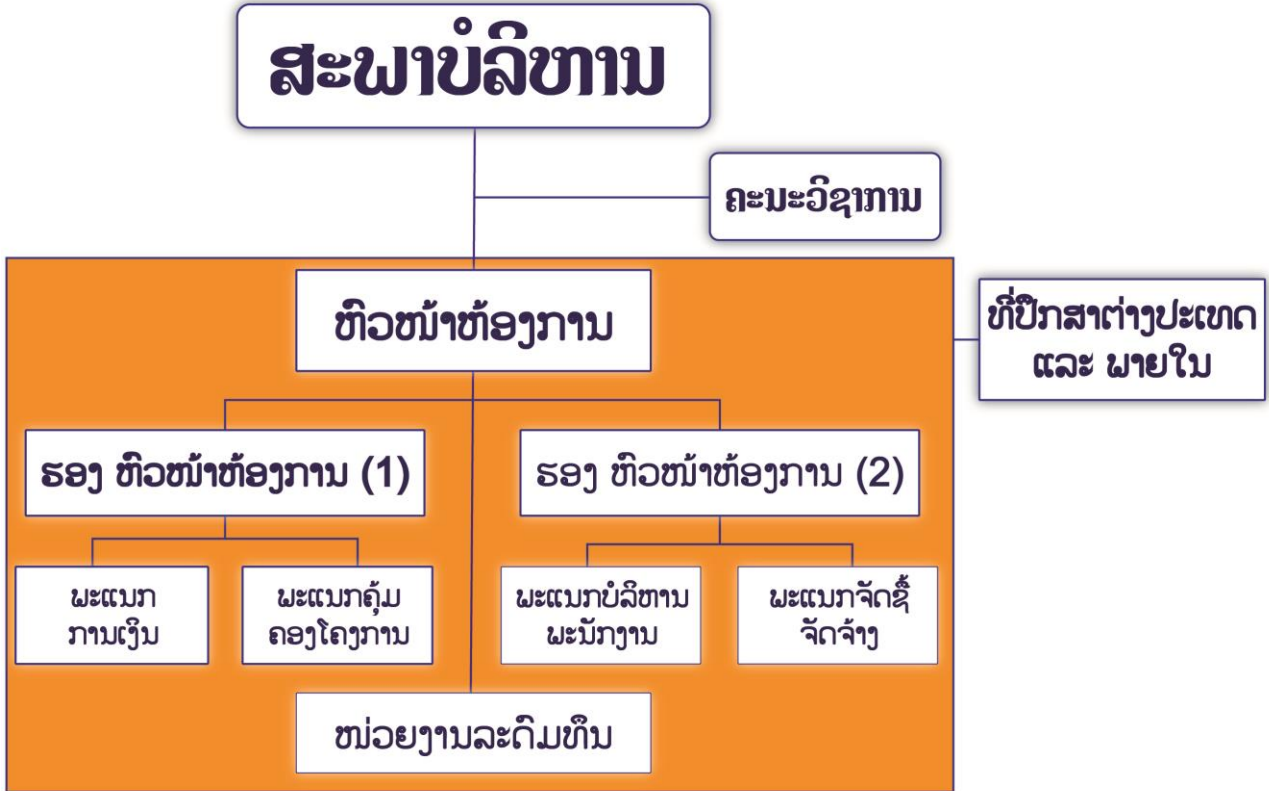 ສະພາບໍລິຫານ
ຄະນະວິຊາການ
ຫົວໜ້າຫ້ອງການ
ທີ່ປຶກສາຕ່າງປະເທດ
ແລະ ພາຍໃນ
ຮອງ ຫົວໜ້າຫ້ອງການ (1)
ຮອງ ຫົວໜ້າຫ້ອງການ (2)
ພະແນກ
ການເງິນ
ພະແນກຄຸ້ມ
ຄອງໂຄງການ
ພະແນກບໍລິຫານ
ພະນັກງານ
ພະແນກຈັດຊື້
ຈັດຈ້າງ
ໜ່ວຍງານລະດົມທຶນ